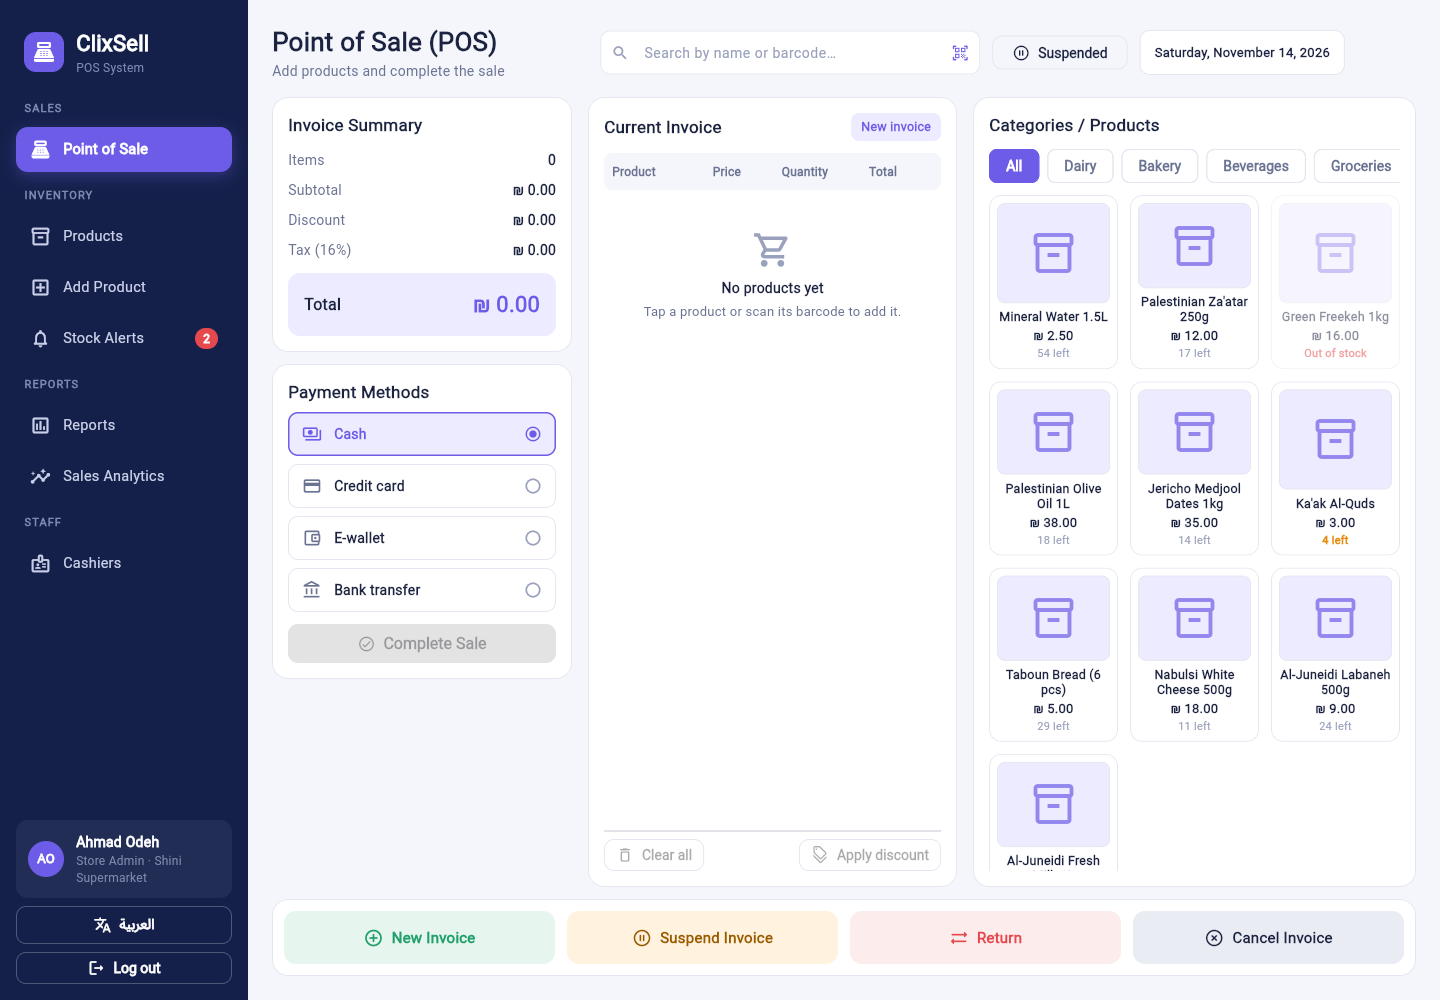 ClixSell
POS System
SALES
Point of Sale
INVENTORY
Products
Add Product
Stock Alerts
2
REPORTS
Reports
Sales Analytics
STAFF
Cashiers
AO
Ahmad Odeh
Store Admin · Shini
Supermarket
العربية
Log out
Point of Sale (POS)
Add products and complete the sale
Search by name or barcode...
Suspended
Saturday, November 14, 2026
Invoice Summary
Items 0
Subtotal ₪ 0.00
Discount ₪ 0.00
Tax (16%) ₪ 0.00
Total ₪ 0.00
Payment Methods
Cash
Credit card
E-wallet
Bank transfer
Complete Sale
Current Invoice
New invoice
Product Price Quantity Total
No products yet
Tap a product or scan its barcode to add it.
Clear all
Apply discount
Categories / Products
All Dairy Bakery Beverages Groceries
Mineral Water 1.5L
₪ 2.50
54 left
Palestinian Za'atar
250g
₪ 12.00
17 left
Green Freekeh 1kg
₪ 16.00
Out of stock
Palestinian Olive
Oil 1L
₪ 38.00
18 left
Jericho Medjool
Dates 1kg
₪ 35.00
14 left
Ka'ak Al-Quds
₪ 3.00
4 left
Taboun Bread (6
pcs)
₪ 5.00
29 left
Nabulsi White
Cheese 500g
₪ 18.00
11 left
Al-Juneidi Labaneh
500g
₪ 9.00
24 left
Al-Juneidi Fresh
New Invoice
Suspend Invoice
Return
Cancel Invoice